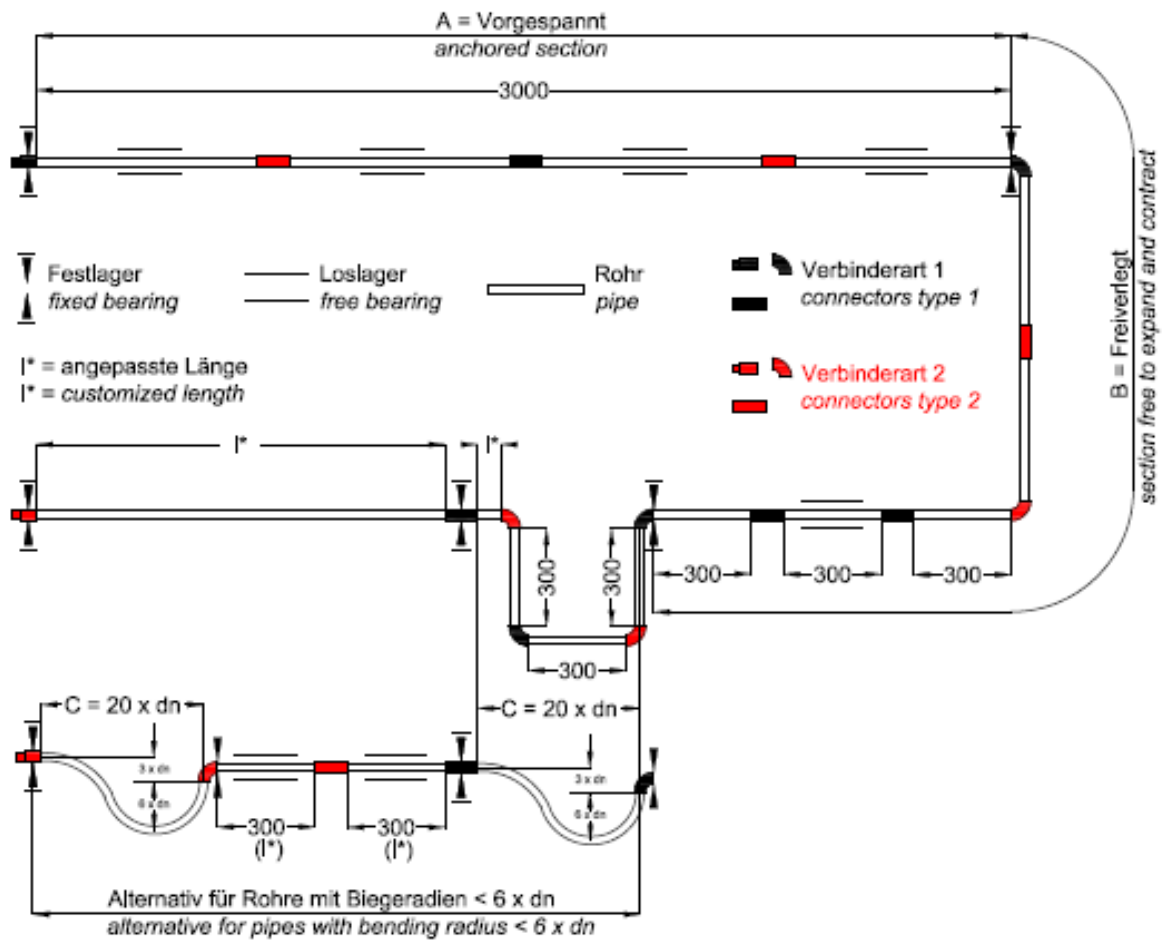 A = Vorgespannt
anchored section
3000
B = Freiverlegt
section free to expand and contract
Festlager
fixed bearing
Loslager
free bearing
Rohr
pipe
Verbinderart 1
connectors type 1
l* = angepasste Länge
l* = customized length
Verbinderart 2
connectors type 2
l*
l*
300
300
300
300
300
300
C = 20 x dn
C = 20 x dn
3 x dn
6 x dn
3 x dn
6 x dn
300
(l*)
300
(l*)
Alternativ für Rohre mit Biegeradien < 6 x dn
alternative for pipes with bending radius < 6 x dn